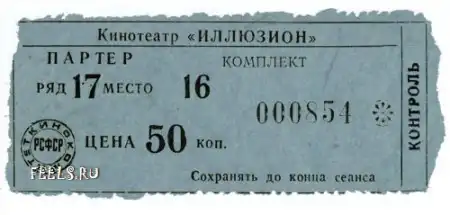 Кинотеатр «ИЛЛЮЗИОН»
ПАРТЕР КОМПЛЕКТ
РЯД 17 МЕСТО 16
000854
ЦЕНА 50 коп.
РСФСР
FEELS.RU
Сохранять до конца сеанса
КОНТРОЛЬ